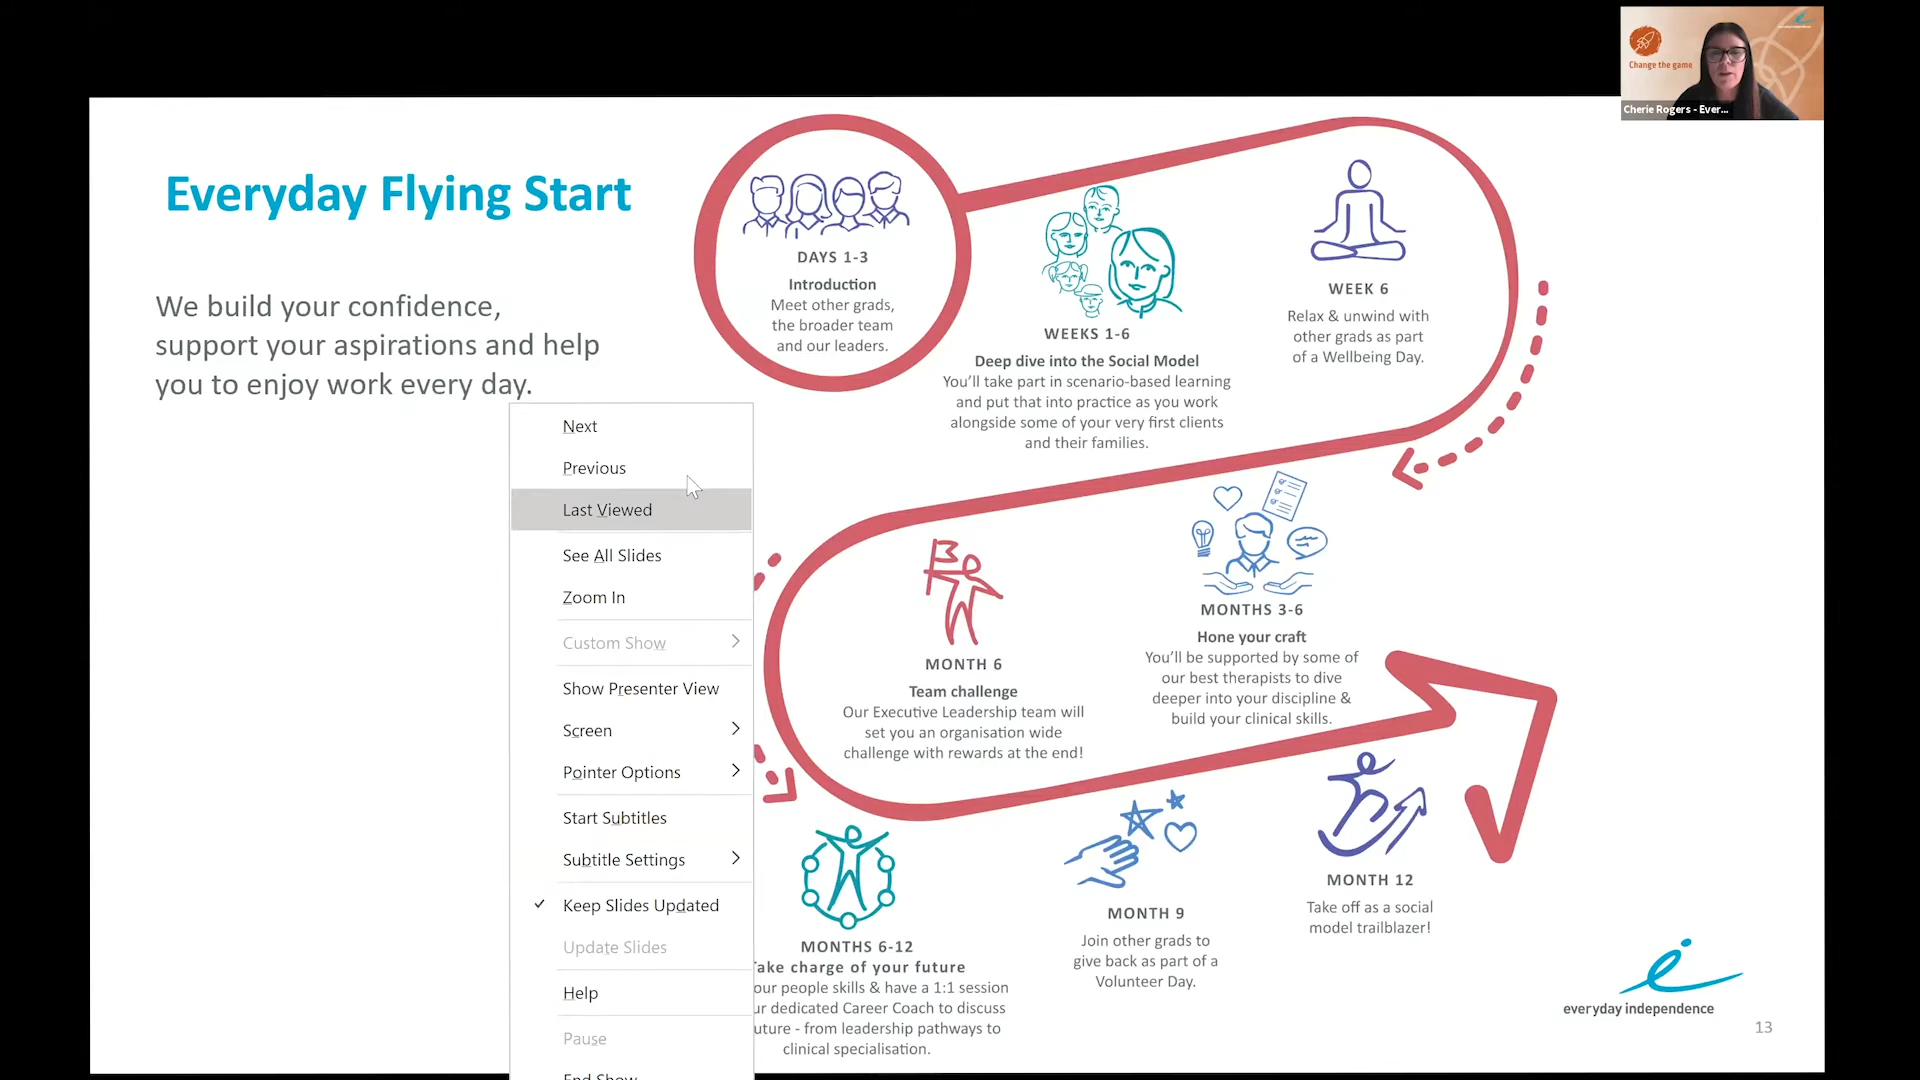 Change the game
Cherie Rogers - Ever...
Everyday Flying Start
We build your confidence,
support your aspirations and help
you to enjoy work every day.
DAYS 1-3
Introduction
Meet other grads,
the broader team
and our leaders.
WEEKS 1-6
Deep dive into the Social Model
You'll take part in scenario-based learning
and put that into practice as you work
alongside some of your very first clients
and their families.
WEEK 6
Relax & unwind with
other grads as part
of a Wellbeing Day.
MONTHS 3-6
Hone your craft
You'll be supported by some of
our best therapists to dive
deeper into your discipline &
build your clinical skills.
MONTH 6
Team challenge
Our Executive Leadership team will
set you an organisation wide
challenge with rewards at the end!
MONTHS 6-12
ake charge of your future
our people skills & have a 1:1 session
ur dedicated Career Coach to discuss
uture - from leadership pathways to
clinical specialisation.
MONTH 9
Join other grads to
give back as part of a
Volunteer Day.
MONTH 12
Take off as a social
model trailblazer!
Next
Previous
Last Viewed
See All Slides
Zoom In
Custom Show
Show Presenter View
Screen
Pointer Options
Start Subtitles
Subtitle Settings
Keep Slides Updated
Update Slides
Help
Pause
End Show
everyday independence
13